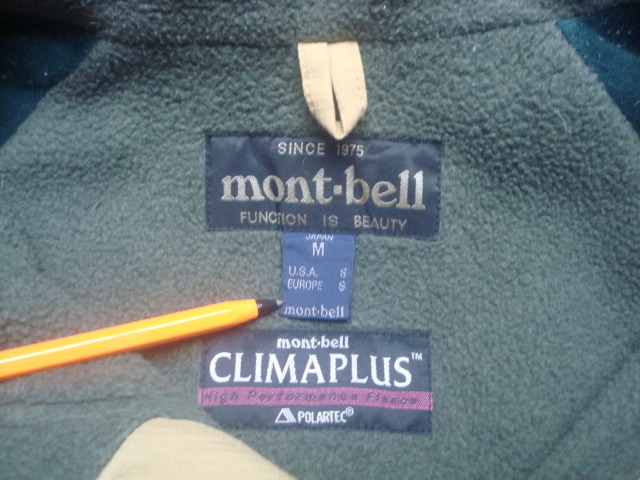 SINCE 1975
mont-bell
FUNCTION IS BEAUTY
JAPAN
M
U.S.A. S
EUROPE S
mont-bell
mont-bell
CLIMAPLUS™
High Performance Fleece
POLARTEC®